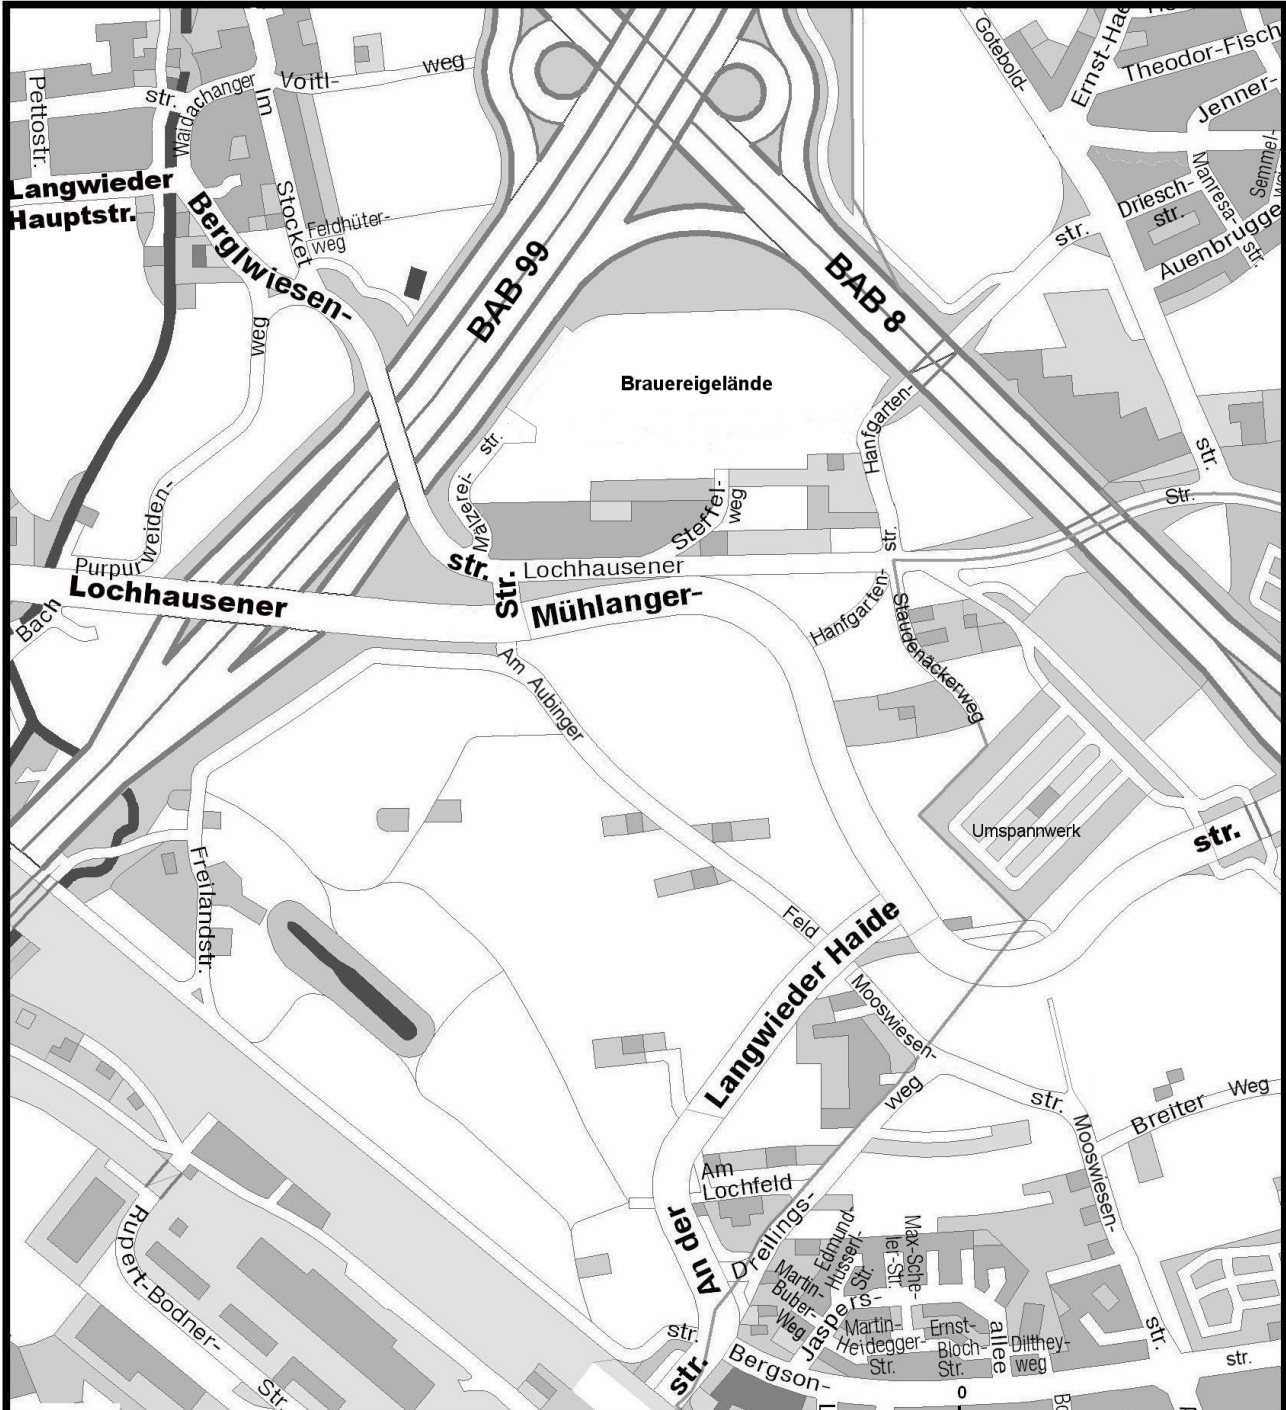 Gotebold-
Ernst-Hae
Theodor-Fisch
Jenner-
Semmel-
Manresa-
str.
Driesch-
str.
Auenbrugge
str.
Pettostr.
str.
Waidachanger
Im
Stocket
Voitl-
weg
Langwieder
Hauptstr.
Berglwiesen-
Feldhüter-
weg
weg
BAB 99
BAB 8
Brauereigelände
Hanfgarten-
str.
str.
Str.
Mälzerei-
str.
Steffel-
weg
Purpur
weiden-
Lochhausener
str.
Str.
Lochhausener
Mühlanger-
Bach
Hanfgarten-
Staudenäckerweg
Am Aubinger
Feld
Umspannwerk
str.
Freilandstr.
Langwieder Haide
Mooswiesen-
str.
weg
Mooswiesen-
str.
Breiter Weg
Am
Lochfeld
An der
Dreilings-
Edmund-
Husserl-
Str.
Max-Sche-
ler-Str.
Martin-
Buber-
Weg
Jaspers-
allee
Martin-
Heidegger-
Str.
Ernst-
Bloch-
Str.
Dilthey-
weg
Rupert-Bodner-
Str.
str.
str.
Bergson-
str.
0